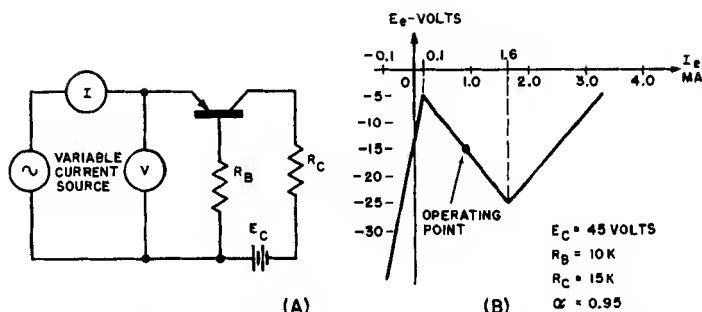 I
V
VARIABLE
CURRENT
SOURCE
R_B
R_C
E_C
(A)
E_e-VOLTS
-0.1
0.1
1.6
I_e
MA
0
1.0
2.0
3.0
4.0
-5
-10
-15
-20
-25
-30
OPERATING
POINT
E_C = 45 VOLTS
R_B = 10K
R_C = 15K
α = 0.95
(B)